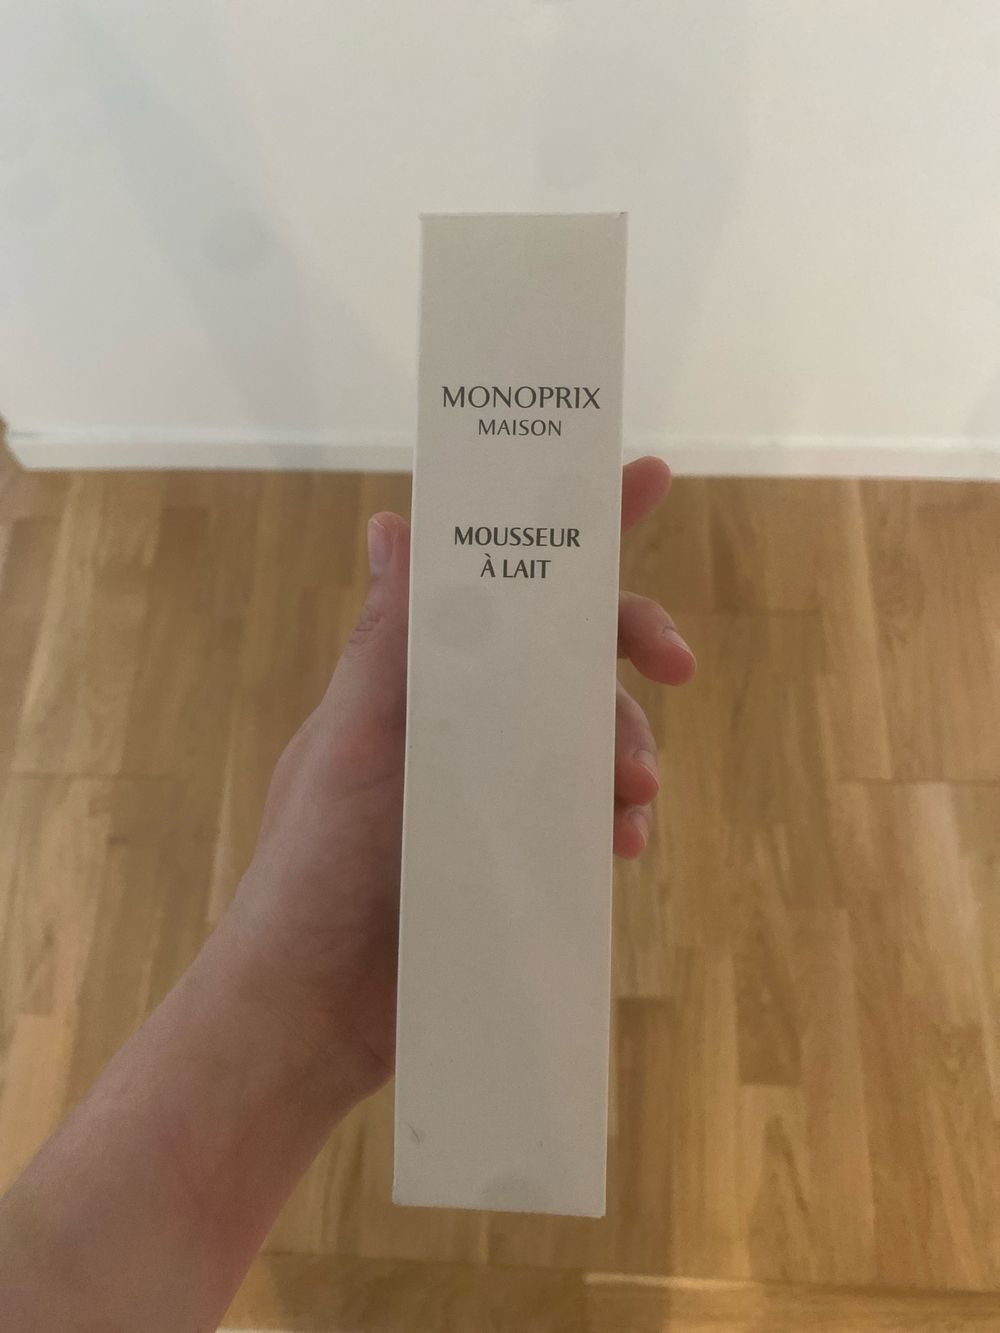 MONOPRIX
MAISON
MOUSSEUR
À LAIT